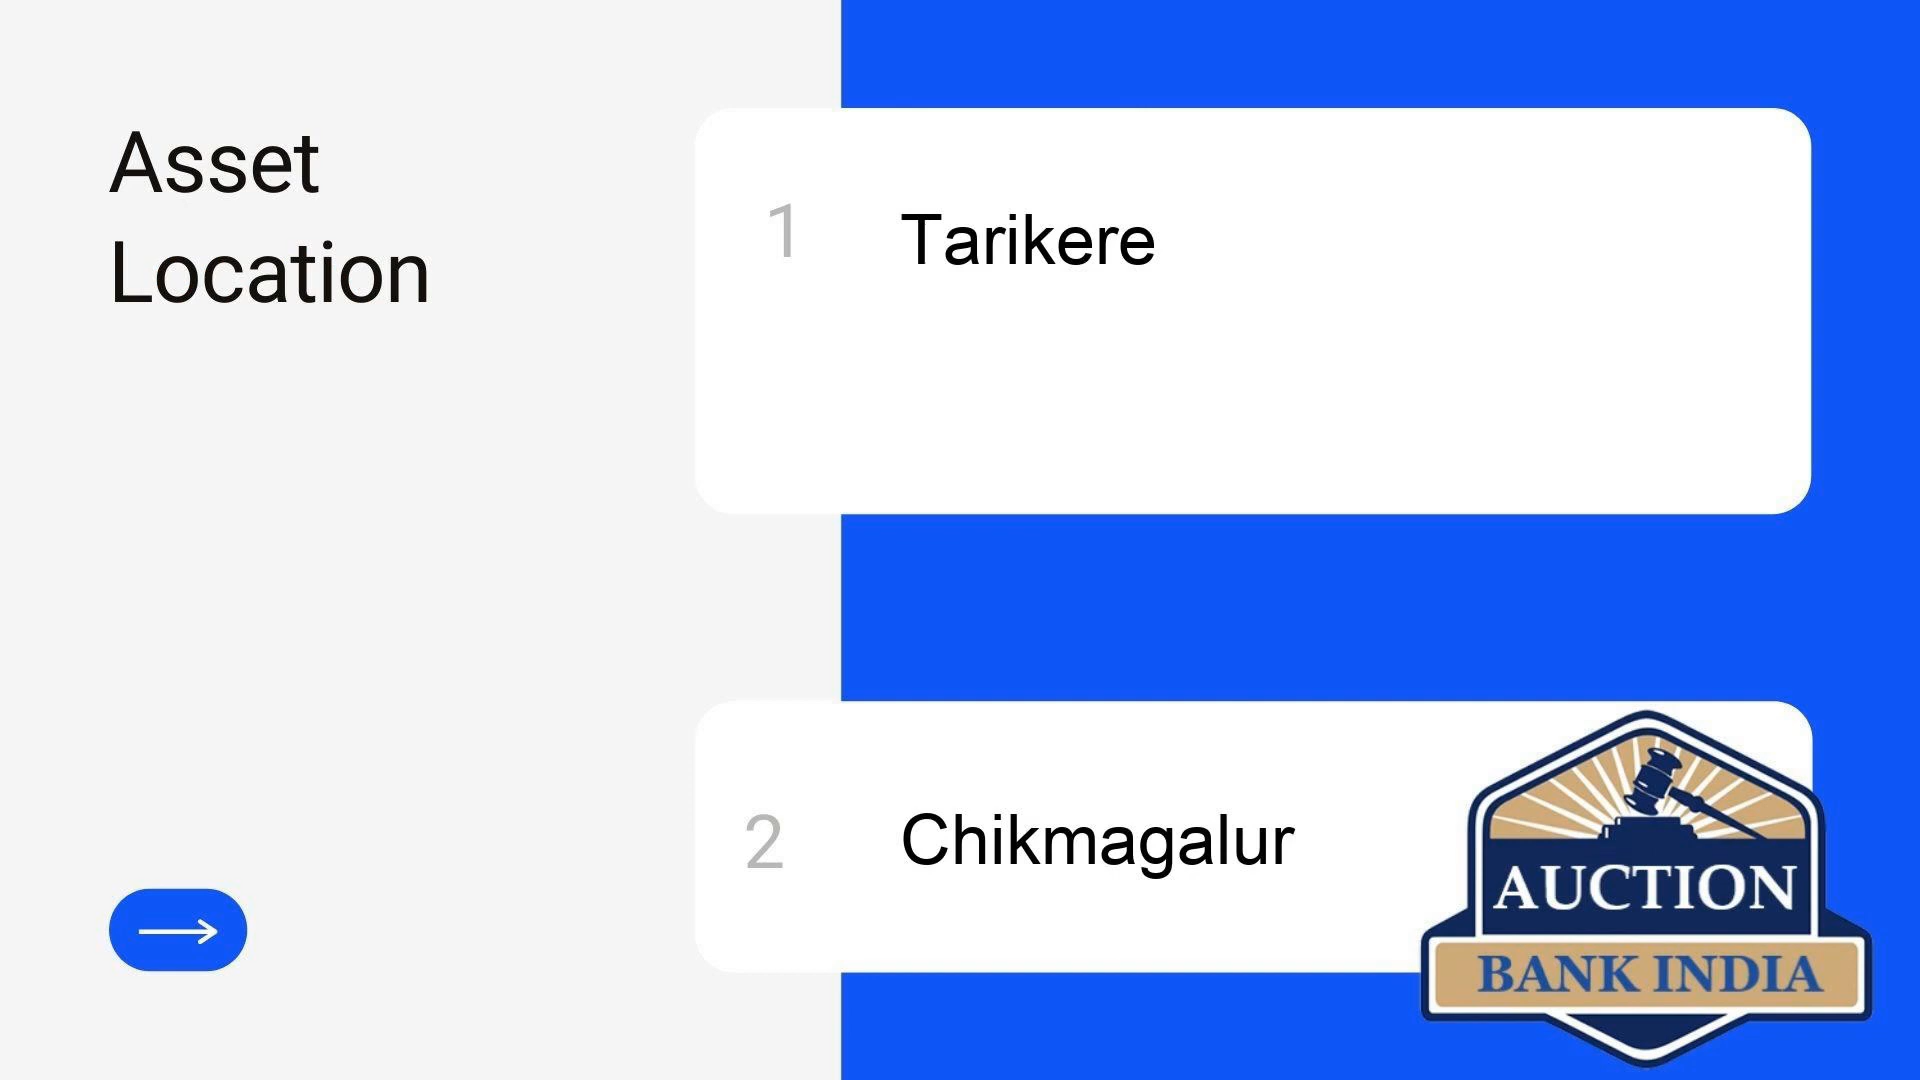 Asset
Location
1
Tarikere
2
Chikmagalur
AUCTION
BANK INDIA